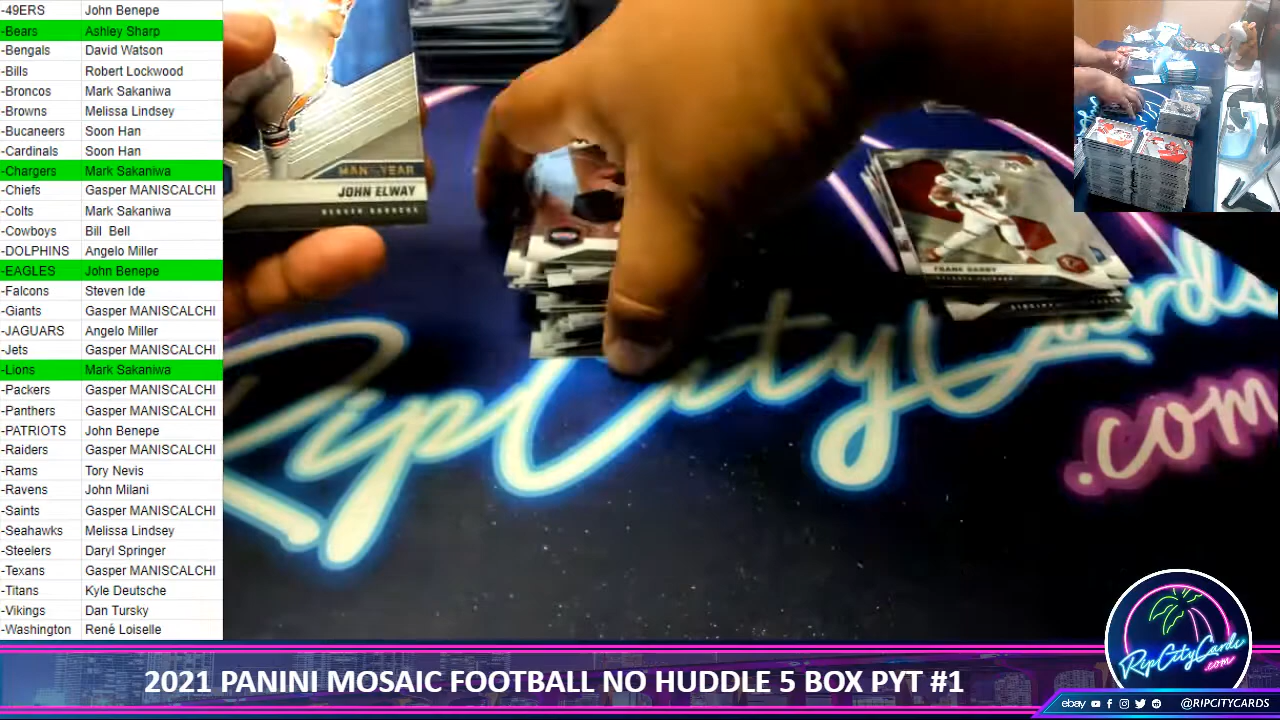 -49ERS John Benepe
-Bears Ashley Sharp
-Bengals David Watson
-Bills Robert Lockwood
-Broncos Mark Sakaniwa
-Browns Melissa Lindsey
-Bucaneers Soon Han
-Cardinals Soon Han
-Chargers Mark Sakaniwa
-Chiefs Gasper MANISCALCHI
-Colts Mark Sakaniwa
-Cowboys Bill Bell
-DOLPHINS Angelo Miller
-EAGLES John Benepe
-Falcons Steven Ide
-Giants Gasper MANISCALCHI
-JAGUARS Angelo Miller
-Jets Gasper MANISCALCHI
-Lions Mark Sakaniwa
-Packers Gasper MANISCALCHI
-Panthers Gasper MANISCALCHI
-PATRIOTS John Benepe
-Raiders Gasper MANISCALCHI
-Rams Tory Nevis
-Ravens John Milani
-Saints Gasper MANISCALCHI
-Seahawks Melissa Lindsey
-Steelers Daryl Springer
-Texans Gasper MANISCALCHI
-Titans Kyle Deutsche
-Vikings Dan Tursky
-Washington René Loiselle
MAN YEAR
JOHN ELWAY
DENVER BRONCOS
FRANK DARBY
ATLANTA FALCONS
RipCityCards
.com
RipCityCards
.com
2021 PANINI MOSAIC FOOTBALL NO HUDDLE 5 BOX PYT #1
ebay @RIPCITYCARDS